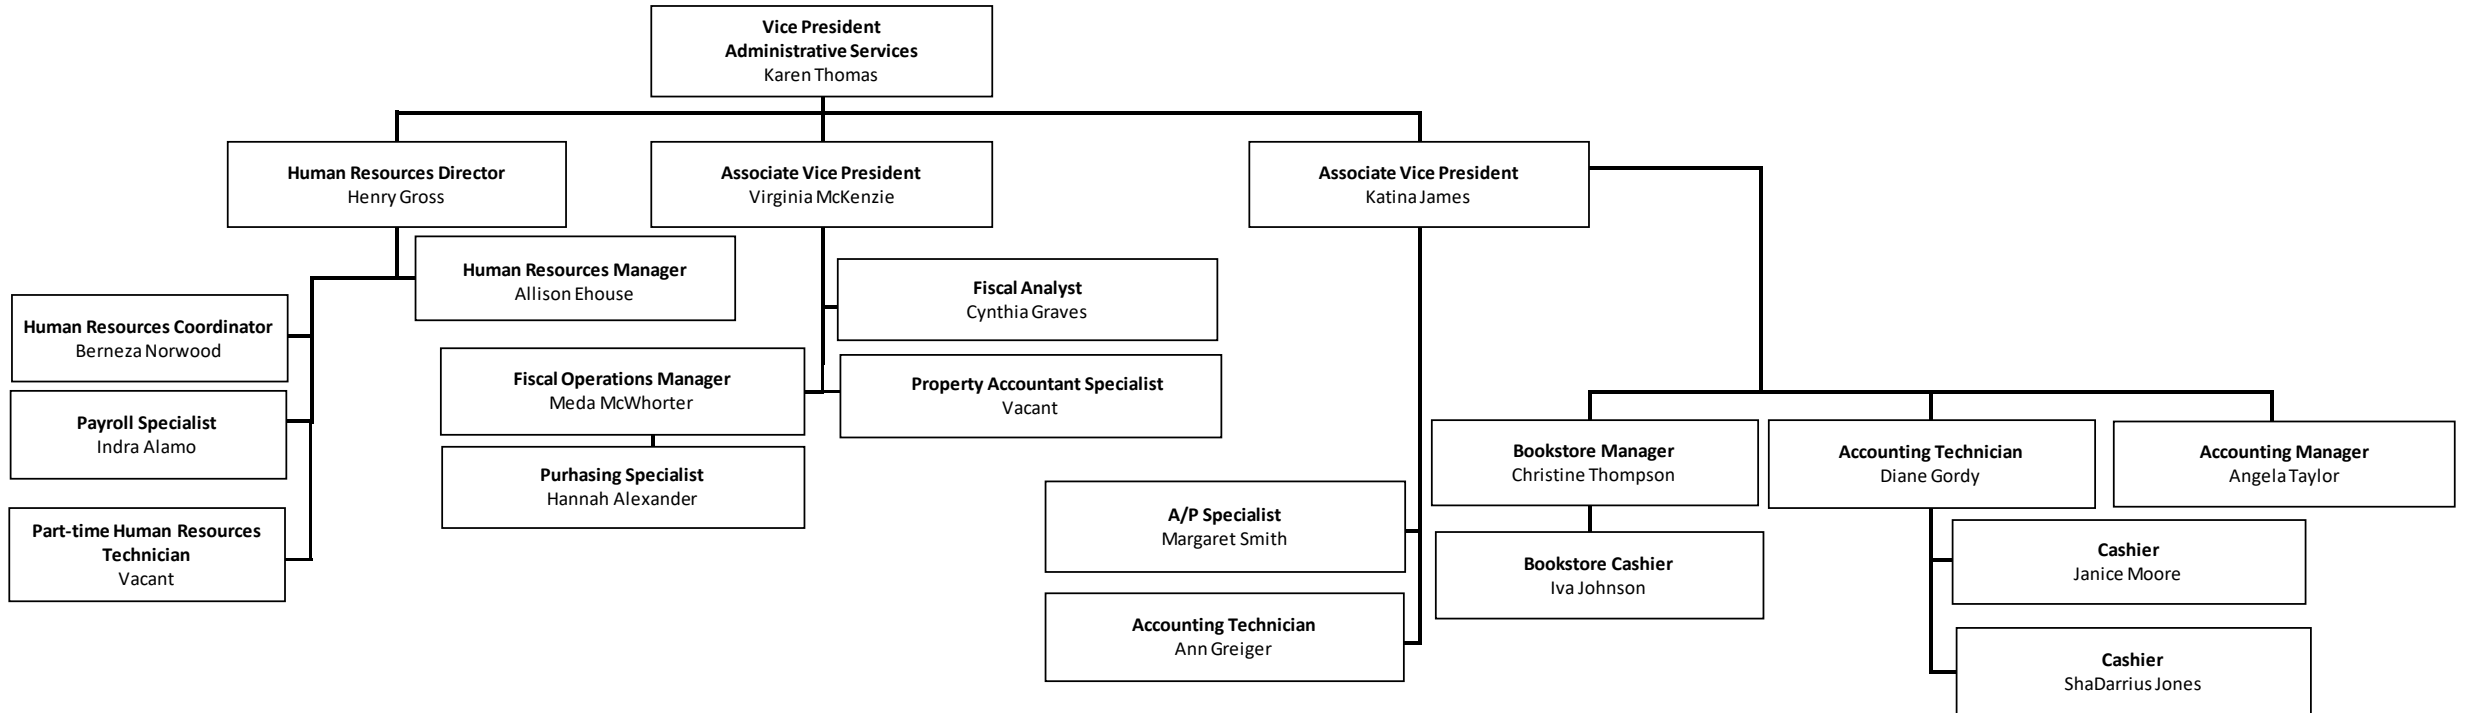 Vice President
Administrative Services
Karen Thomas
Human Resources Director
Henry Gross
Associate Vice President
Virginia McKenzie
Associate Vice President
Katina James
Human Resources Manager
Allison Ehouse
Human Resources Coordinator
Berneza Norwood
Payroll Specialist
Indra Alamo
Part-time Human Resources
Technician
Vacant
Fiscal Analyst
Cynthia Graves
Fiscal Operations Manager
Meda McWhorter
Property Accountant Specialist
Vacant
Purhasing Specialist
Hannah Alexander
A/P Specialist
Margaret Smith
Accounting Technician
Ann Greiger
Bookstore Manager
Christine Thompson
Bookstore Cashier
Iva Johnson
Accounting Technician
Diane Gordy
Cashier
Janice Moore
Cashier
ShaDarrius Jones
Accounting Manager
Angela Taylor